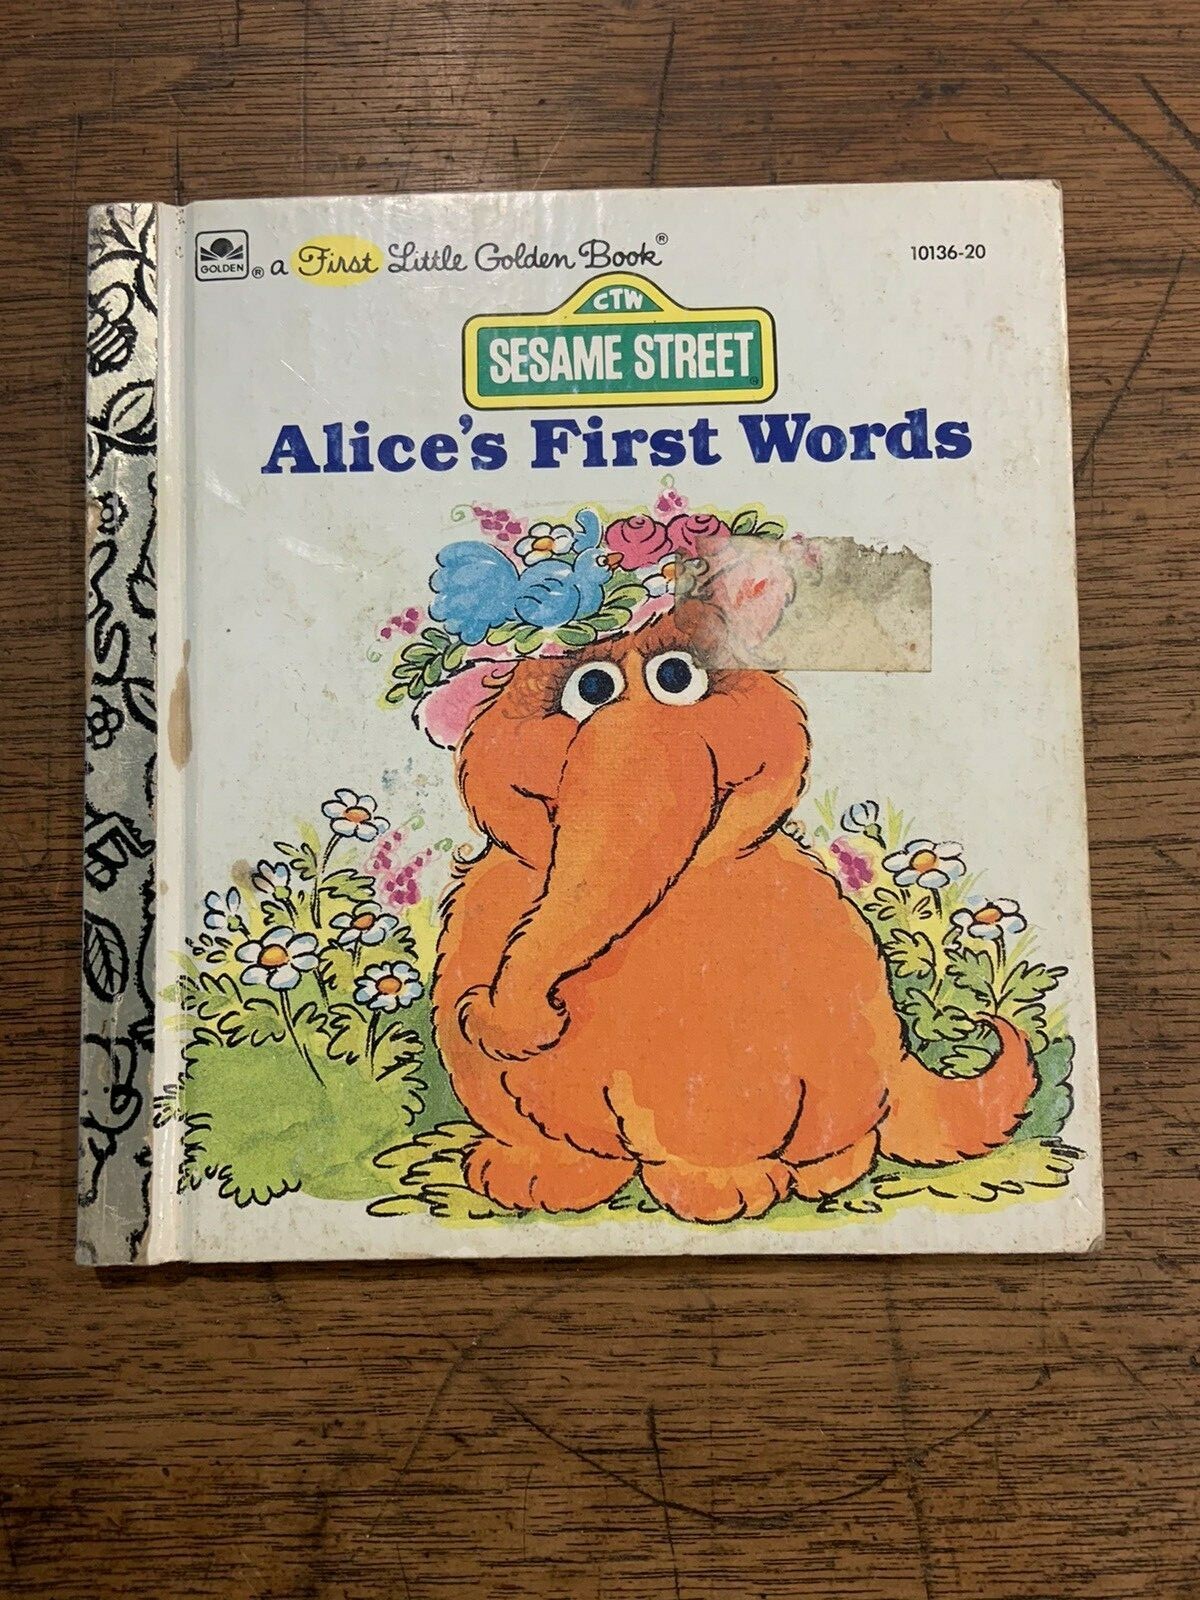 GOLDEN ® a First Little Golden Book®
10136-20
CTW
SESAME STREET®
Alice's First Words